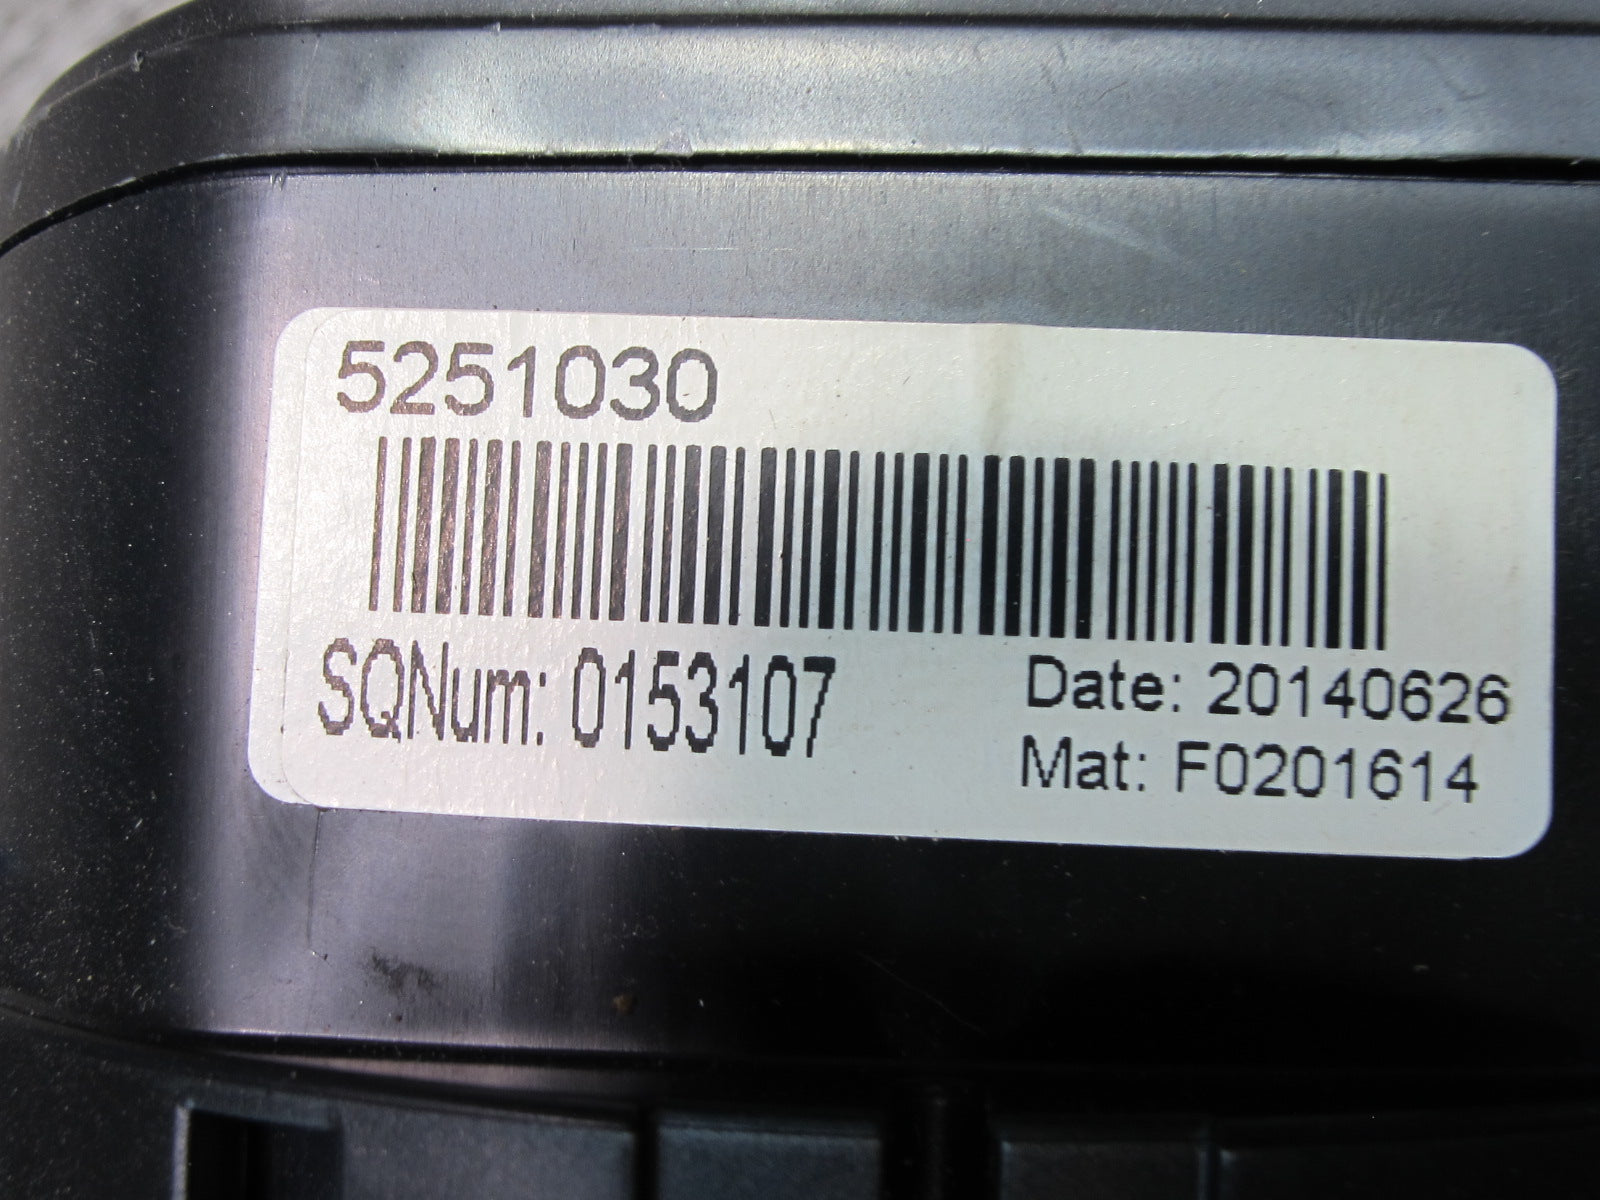 5251030
SQNum: 0153107
Date: 20140626
Mat: F0201614